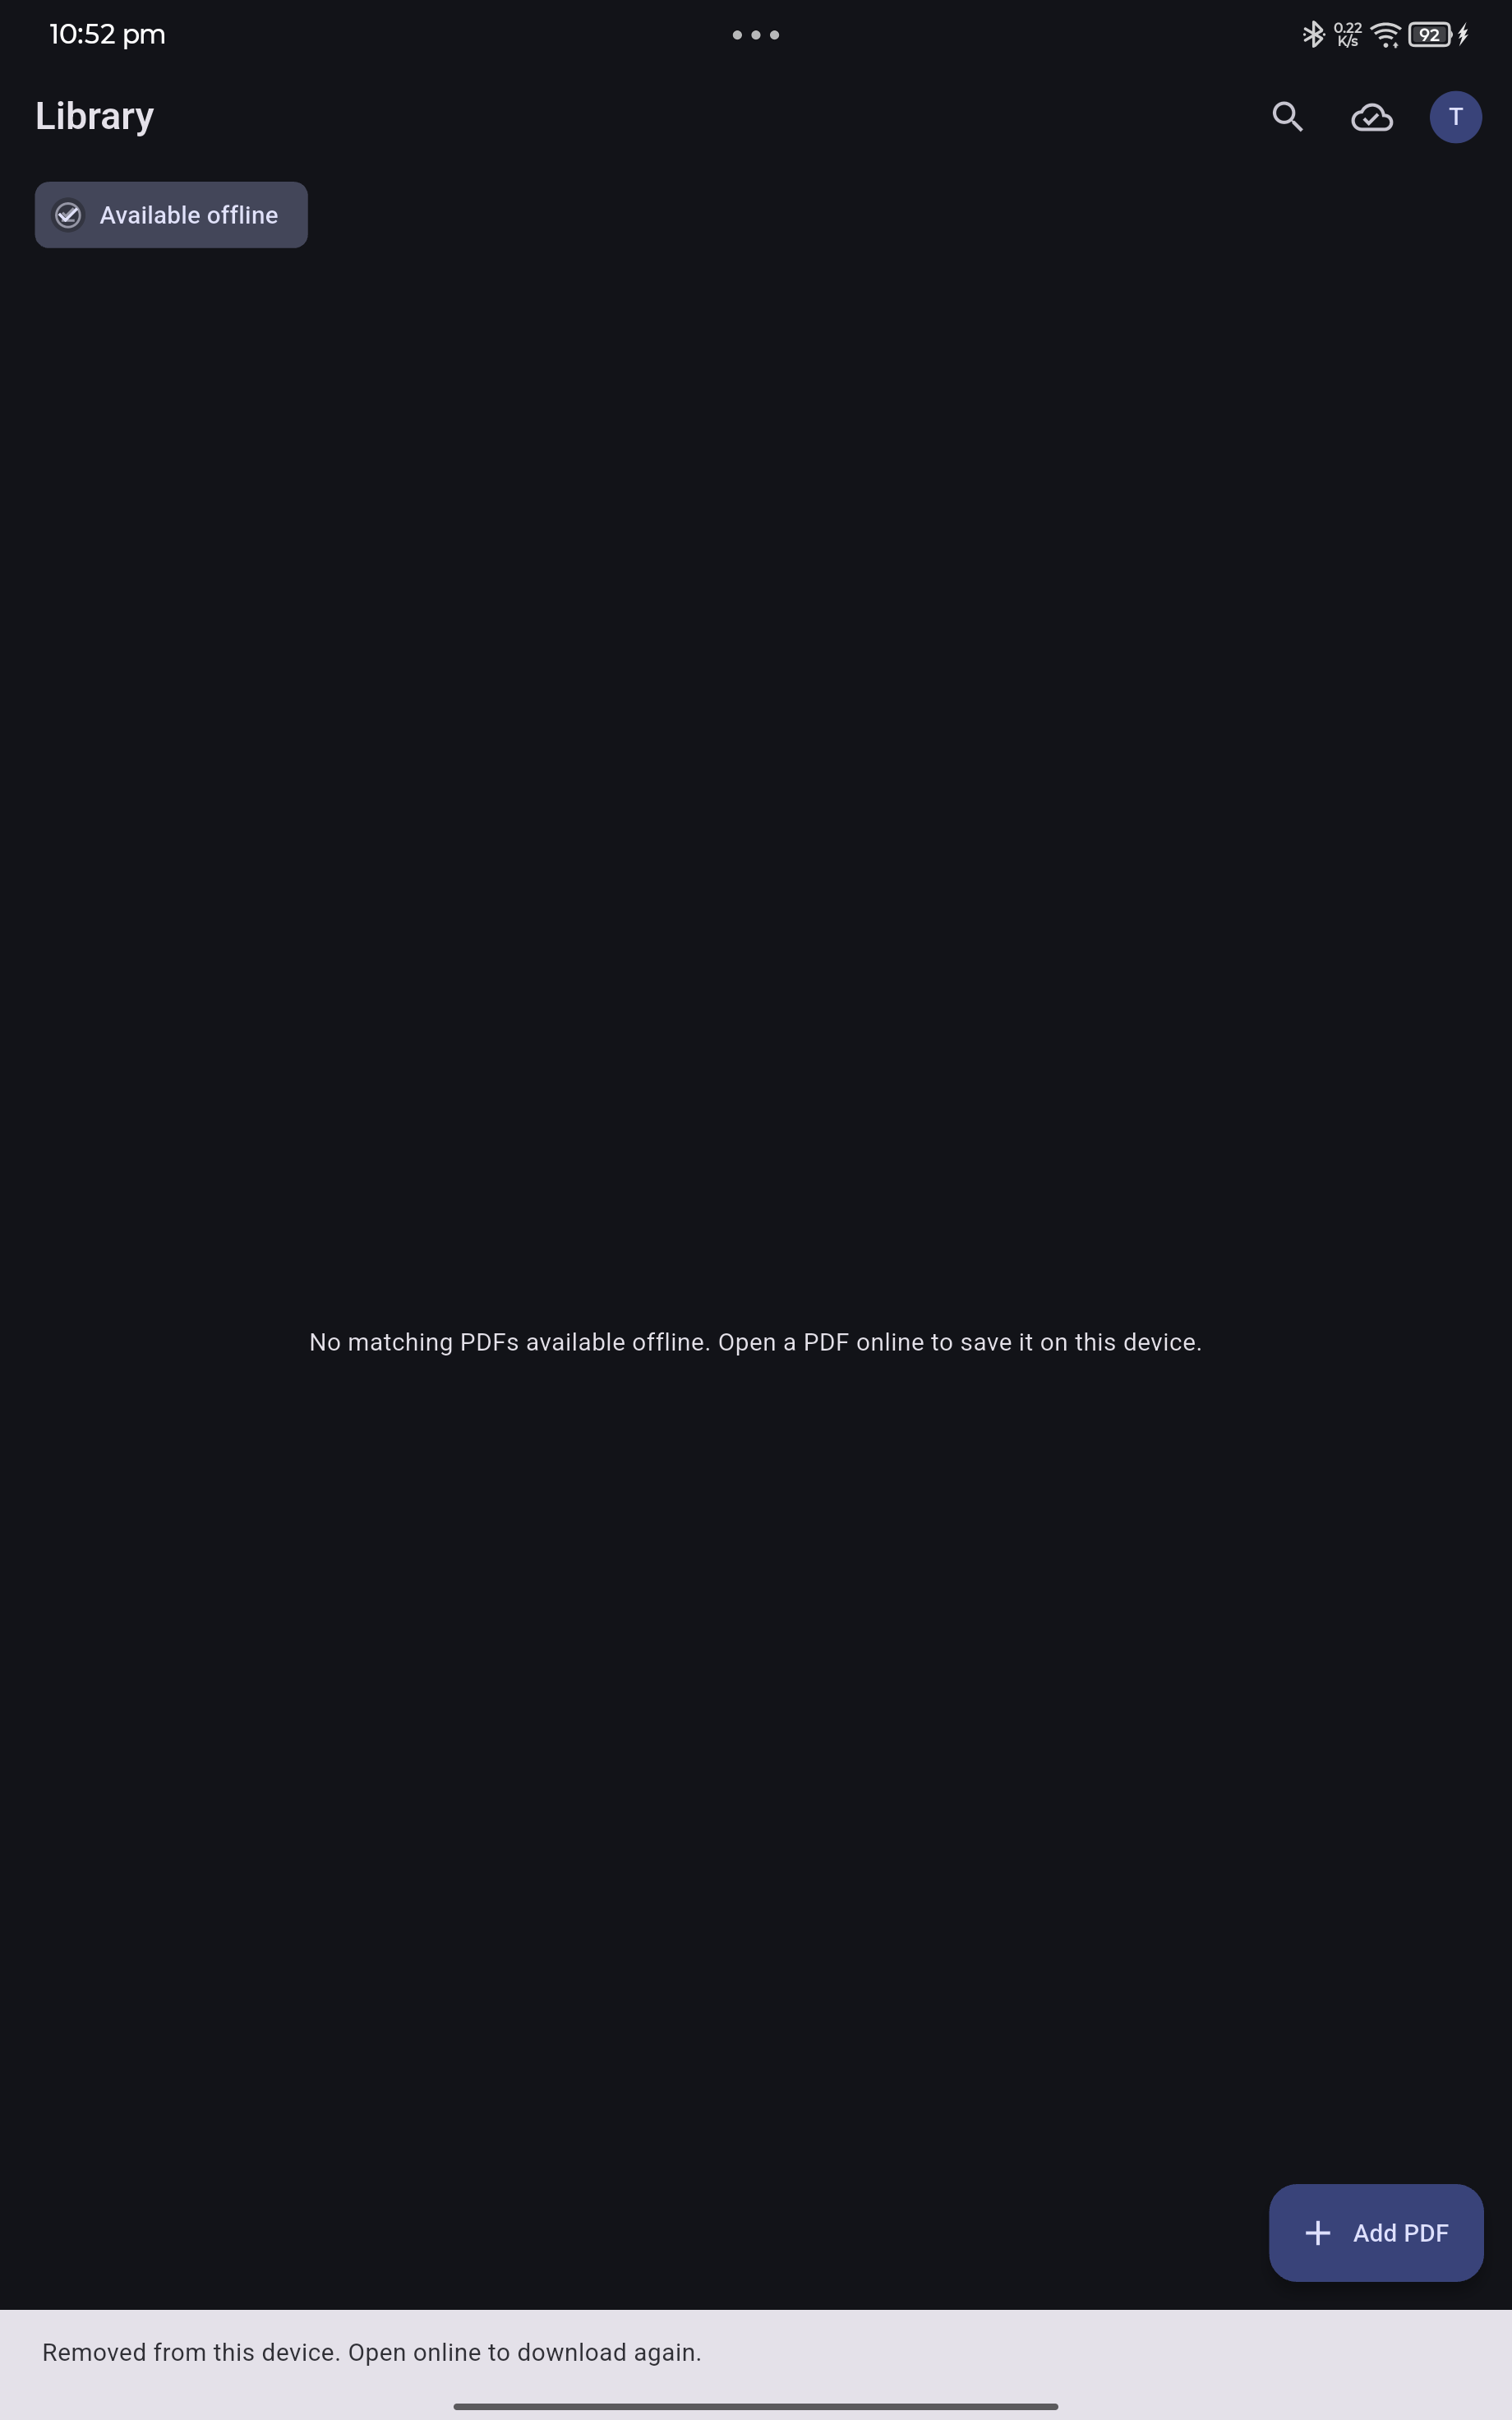 10:52 pm
0.22
K/s
92
Library
T
Available offline
No matching PDFs available offline. Open a PDF online to save it on this device.
Add PDF
Removed from this device. Open online to download again.